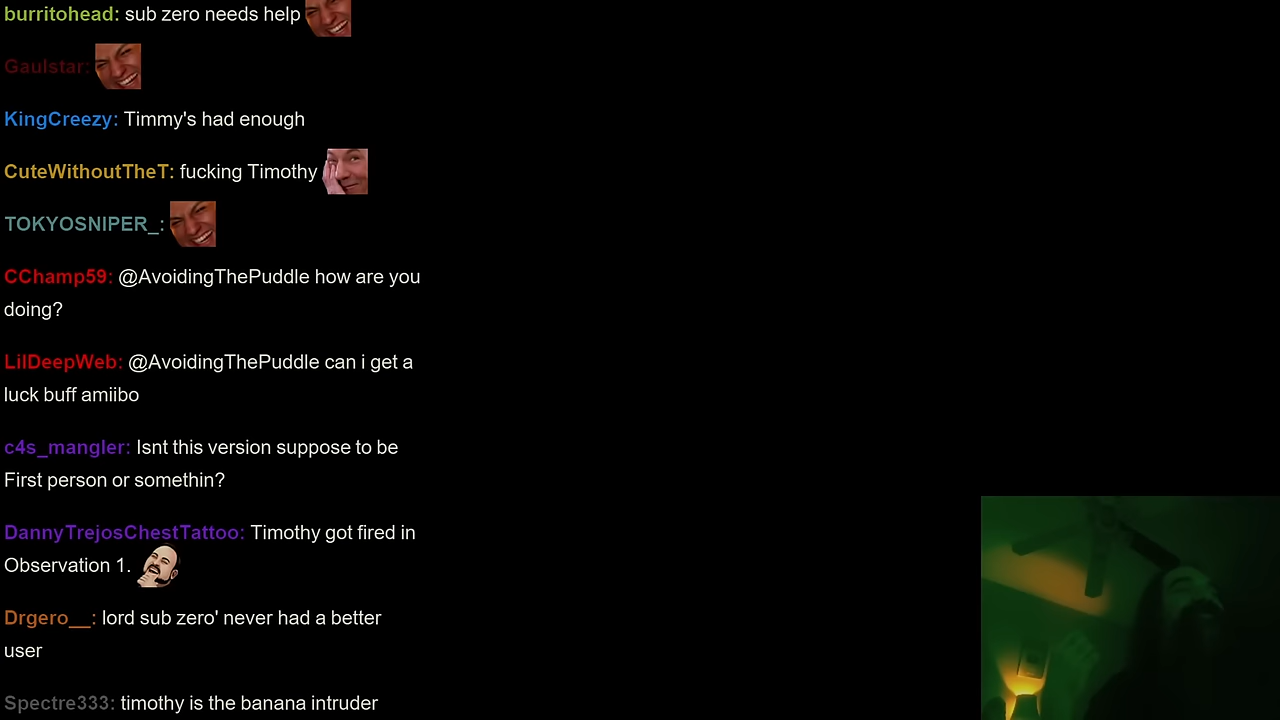 burritohead: sub zero needs help
Gaulstar:
KingCreezy: Timmy's had enough
CuteWithoutTheT: fucking Timothy
TOKYOSNIPER_:
CChamp59: @AvoidingThePuddle how are you
doing?
LilDeepWeb: @AvoidingThePuddle can i get a
luck buff amiibo
c4s_mangler: Isnt this version suppose to be
First person or somethin?
DannyTrejosChestTattoo: Timothy got fired in
Observation 1.
Drgero__: lord sub zero' never had a better
user
Spectre333: timothy is the banana intruder